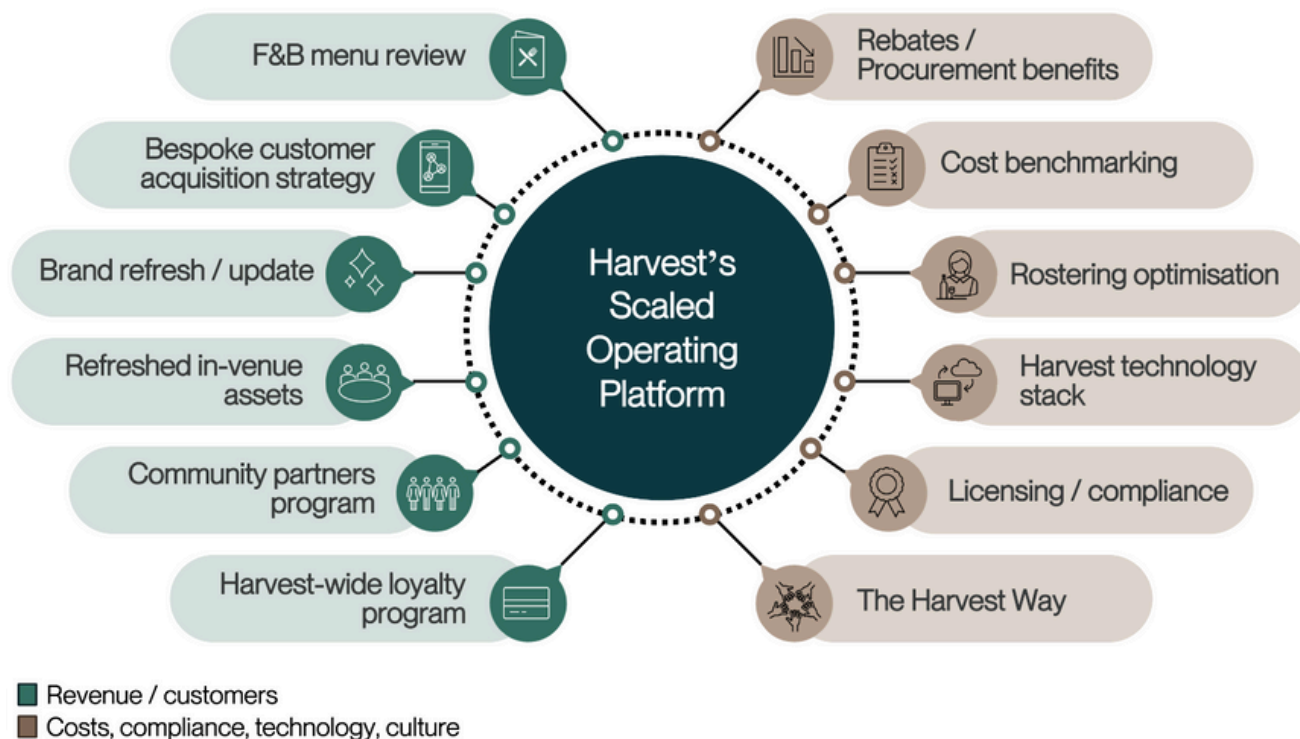 F&B menu review
Bespoke customer
acquisition strategy
Brand refresh / update
Refreshed in-venue
assets
Community partners
program
Harvest-wide loyalty
program
Harvest's
Scaled
Operating
Platform
Rebates /
Procurement benefits
Cost benchmarking
Rostering optimisation
Harvest technology
stack
Licensing / compliance
The Harvest Way
Revenue / customers
Costs, compliance, technology, culture